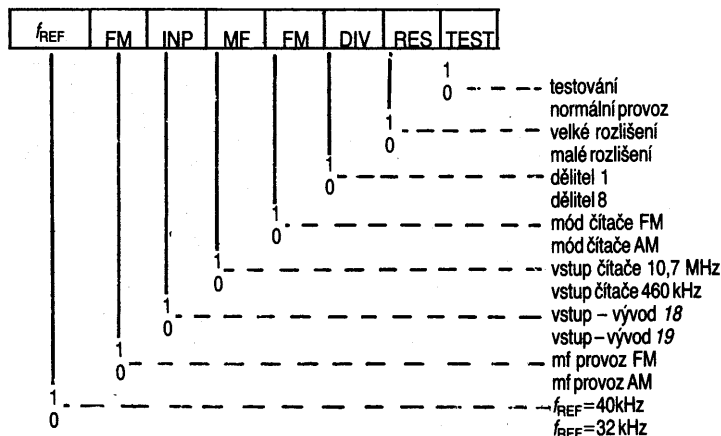 fREF FM INP MF FM DIV RES TEST
1
0 testování
normální provoz
1
0 velké rozlišení
malé rozlišení
1
0 dělitel 1
dělitel 8
1
0 mód čítače FM
mód čítače AM
1
0 vstup čítače 10,7 MHz
vstup čítače 460 kHz
1
0 vstup – vývod 18
vstup – vývod 19
1
0 mf provoz FM
mf provoz AM
1
0 fREF=40kHz
fREF=32 kHz